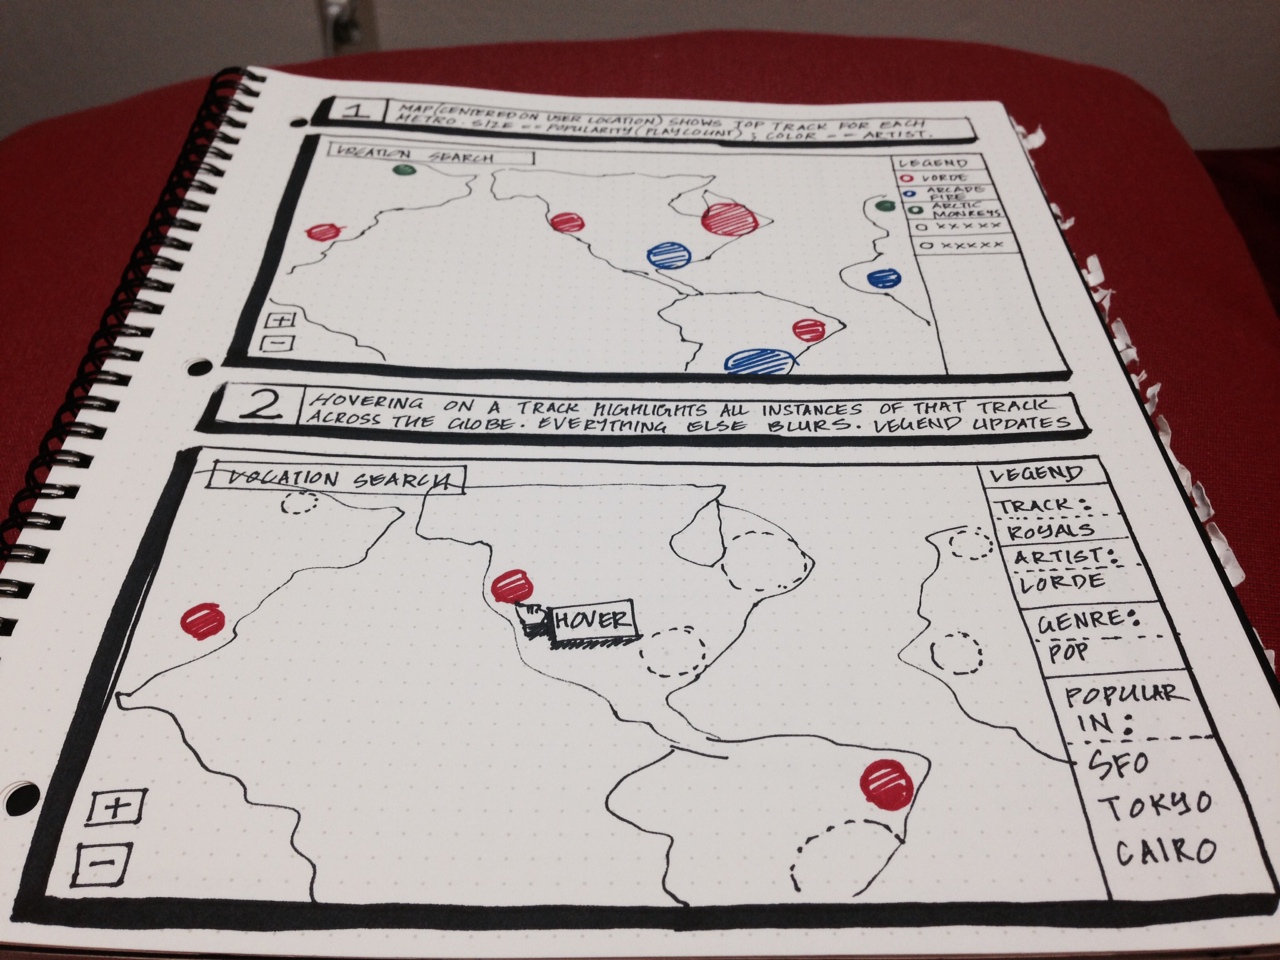 1
MAP (CENTERED ON USER LOCATION) SHOWS TOP TRACK FOR EACH
METRO. SIZE == POPULARITY (PLAYCOUNT) ; COLOR == ARTIST.
LOCATION SEARCH
LEGEND
LORDE
ARCADE
FIRE
ARCTIC
MONKEYS
XXXXX
XXXXX
+
-
2
HOVERING ON A TRACK HIGHLIGHTS ALL INSTANCES OF THAT TRACK
ACROSS THE GLOBE. EVERYTHING ELSE BLURS. LEGEND UPDATES
LOCATION SEARCH
HOVER
+
-
LEGEND
TRACK:
ROYALS
ARTIST:
LORDE
GENRE:
POP
POPULAR
IN:
SFO
TOKYO
CAIRO